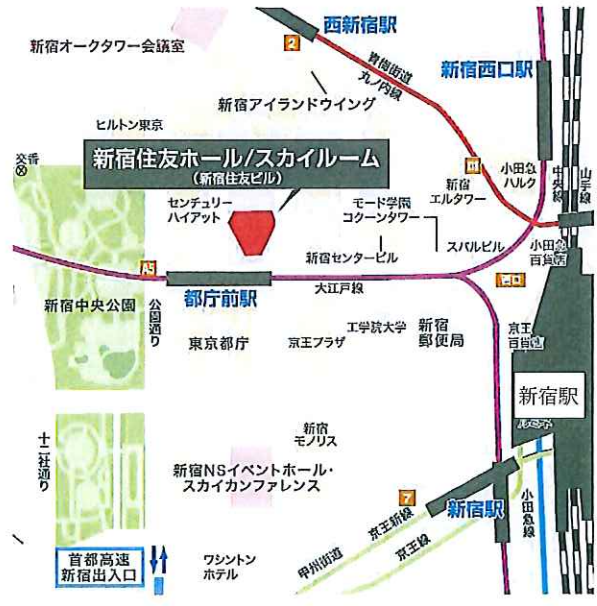 西新宿駅
新宿オークタワー会議室
2
青梅街道
丸ノ内線
新宿西口駅
新宿アイランドウイング
ヒルトン東京
交番
新宿住友ホール/スカイルーム
(新宿住友ビル)
小田急
ハルク
中央線
山手線
新宿
エルタワー
センチュリー
ハイアット
モード学園
コクーンタワー
スバルビル
小田急
百貨店
新宿センタービル
A5
都庁前駅
大江戸線
新宿中央公園
公園通り
東京都庁
京王プラザ
工学院大学
新宿
郵便局
京王
百貨店
新宿駅
ルミネ
十二社通り
新宿
モノリス
新宿NSイベントホール・
スカイカンファレンス
7
新宿駅
小田急線
京王新線
京王線
甲州街道
首都高速
新宿出入口
ワシントン
ホテル